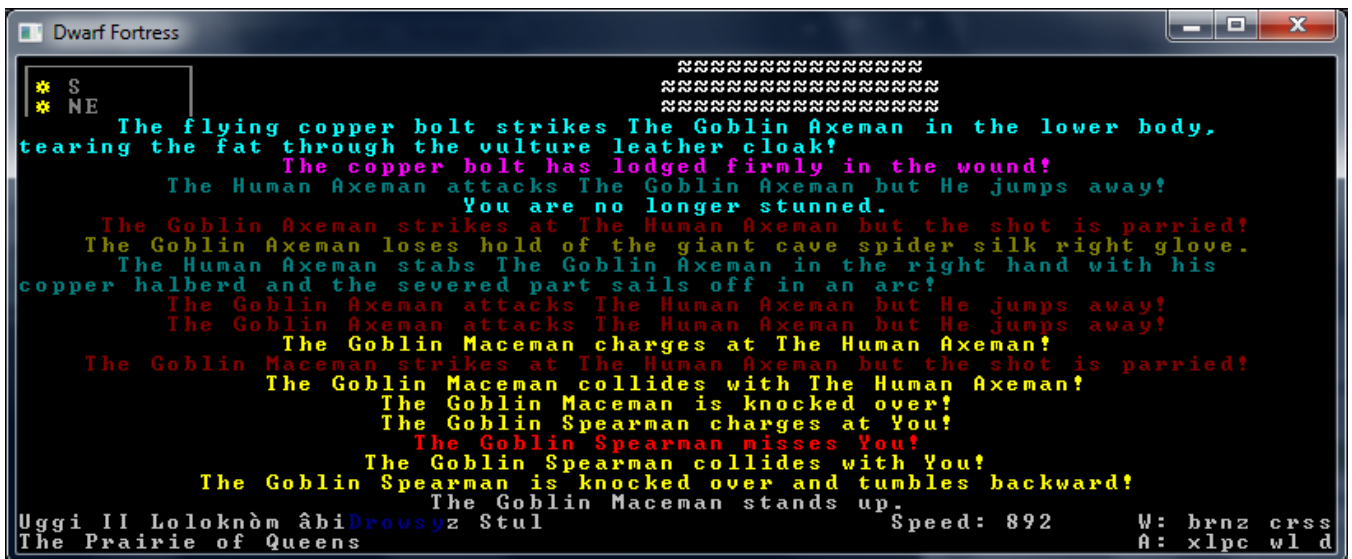 Dwarf Fortress
≈≈≈≈≈≈≈≈≈≈≈≈≈≈≈
☼ S ≈≈≈≈≈≈≈≈≈≈≈≈≈≈≈≈≈
☼ NE ≈≈≈≈≈≈≈≈≈≈≈≈≈≈≈≈≈
The flying copper bolt strikes The Goblin Axeman in the lower body,
tearing the fat through the vulture leather cloak!
The copper bolt has lodged firmly in the wound!
The Human Axeman attacks The Goblin Axeman but He jumps away!
You are no longer stunned.
The Goblin Axeman strikes at The Human Axeman but the shot is parried!
The Goblin Axeman loses hold of the giant cave spider silk right glove.
The Human Axeman stabs The Goblin Axeman in the right hand with his
copper halberd and the severed part sails off in an arc!
The Goblin Axeman attacks The Human Axeman but He jumps away!
The Goblin Axeman attacks The Human Axeman but He jumps away!
The Goblin Maceman charges at The Human Axeman!
The Goblin Maceman strikes at The Human Axeman but the shot is parried!
The Goblin Maceman collides with The Human Axeman!
The Goblin Maceman is knocked over!
The Goblin Spearman charges at You!
The Goblin Spearman misses You!
The Goblin Spearman collides with You!
The Goblin Spearman is knocked over and tumbles backward!
The Goblin Maceman stands up.
Uggi II Loloknòm âbiDrowsyz Stul Speed: 892 W: brnz crss
The Prairie of Queens A: xlpc wl d